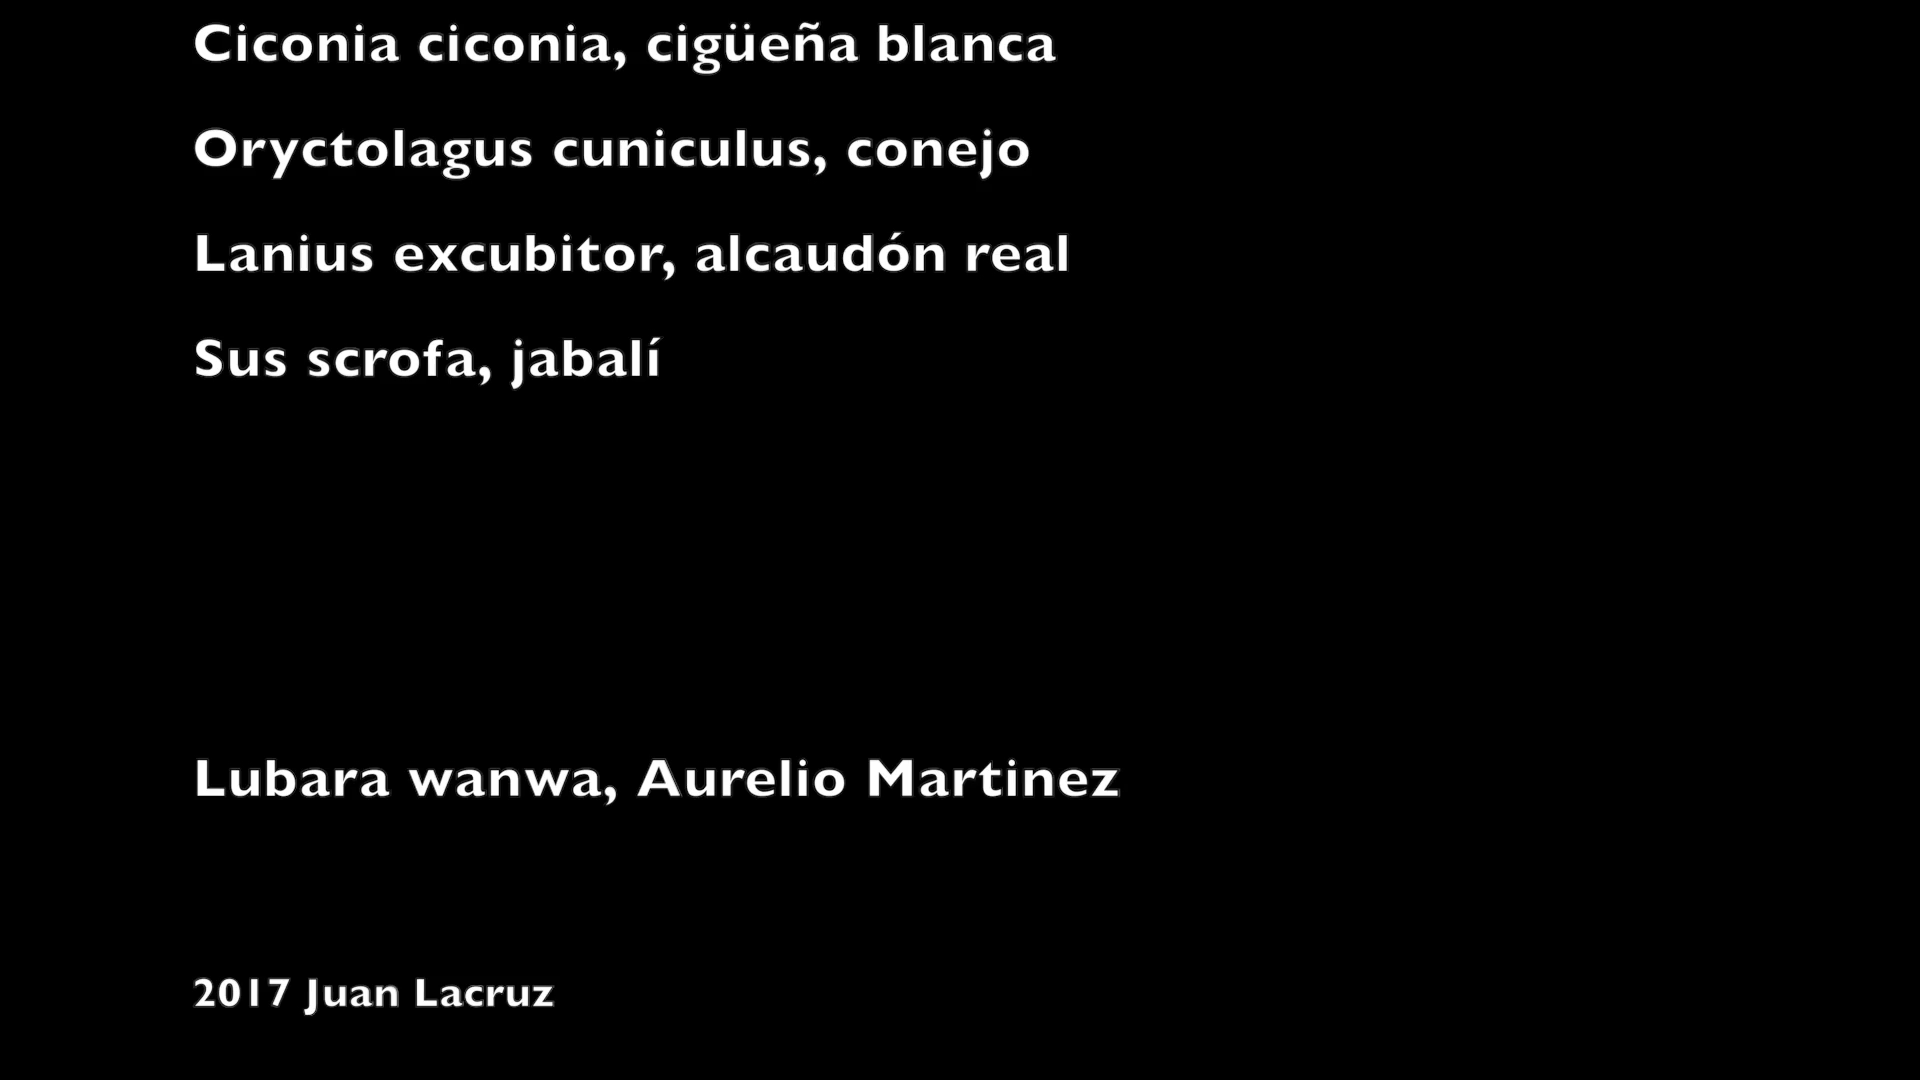 Ciconia ciconia, cigüeña blanca
Oryctolagus cuniculus, conejo
Lanius excubitor, alcaudón real
Sus scrofa, jabalí
Lubara wanwa, Aurelio Martinez
2017 Juan Lacruz